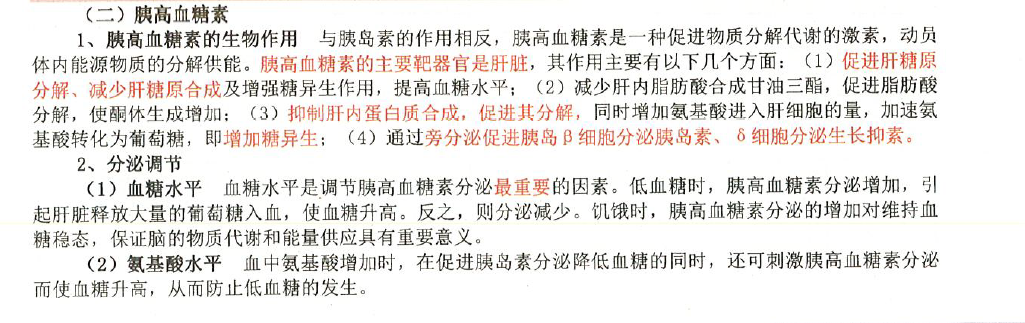 （二）胰高血糖素
1、胰高血糖素的生物作用　与胰岛素的作用相反，胰高血糖素是一种促进物质分解代谢的激素，动员
体内能源物质的分解供能。胰高血糖素的主要靶器官是肝脏，其作用主要有以下几个方面：（1）促进肝糖原
分解、减少肝糖原合成及增强糖异生作用，提高血糖水平；（2）减少肝内脂肪酸合成甘油三酯，促进脂肪酸
分解，使酮体生成增加；（3）抑制肝内蛋白质合成，促进其分解，同时增加氨基酸进入肝细胞的量，加速氨
基酸转化为葡萄糖，即增加糖异生；（4）通过旁分泌促进胰岛β细胞分泌胰岛素、δ细胞分泌生长抑素。
2、分泌调节
（1）血糖水平　血糖水平是调节胰高血糖素分泌最重要的因素。低血糖时，胰高血糖素分泌增加，引
起肝脏释放大量的葡萄糖入血，使血糖升高。反之，则分泌减少。饥饿时，胰高血糖素分泌的增加对维持血
糖稳态，保证脑的物质代谢和能量供应具有重要意义。
（2）氨基酸水平　血中氨基酸增加时，在促进胰岛素分泌降低血糖的同时，还可刺激胰高血糖素分泌
而使血糖升高，从而防止低血糖的发生。